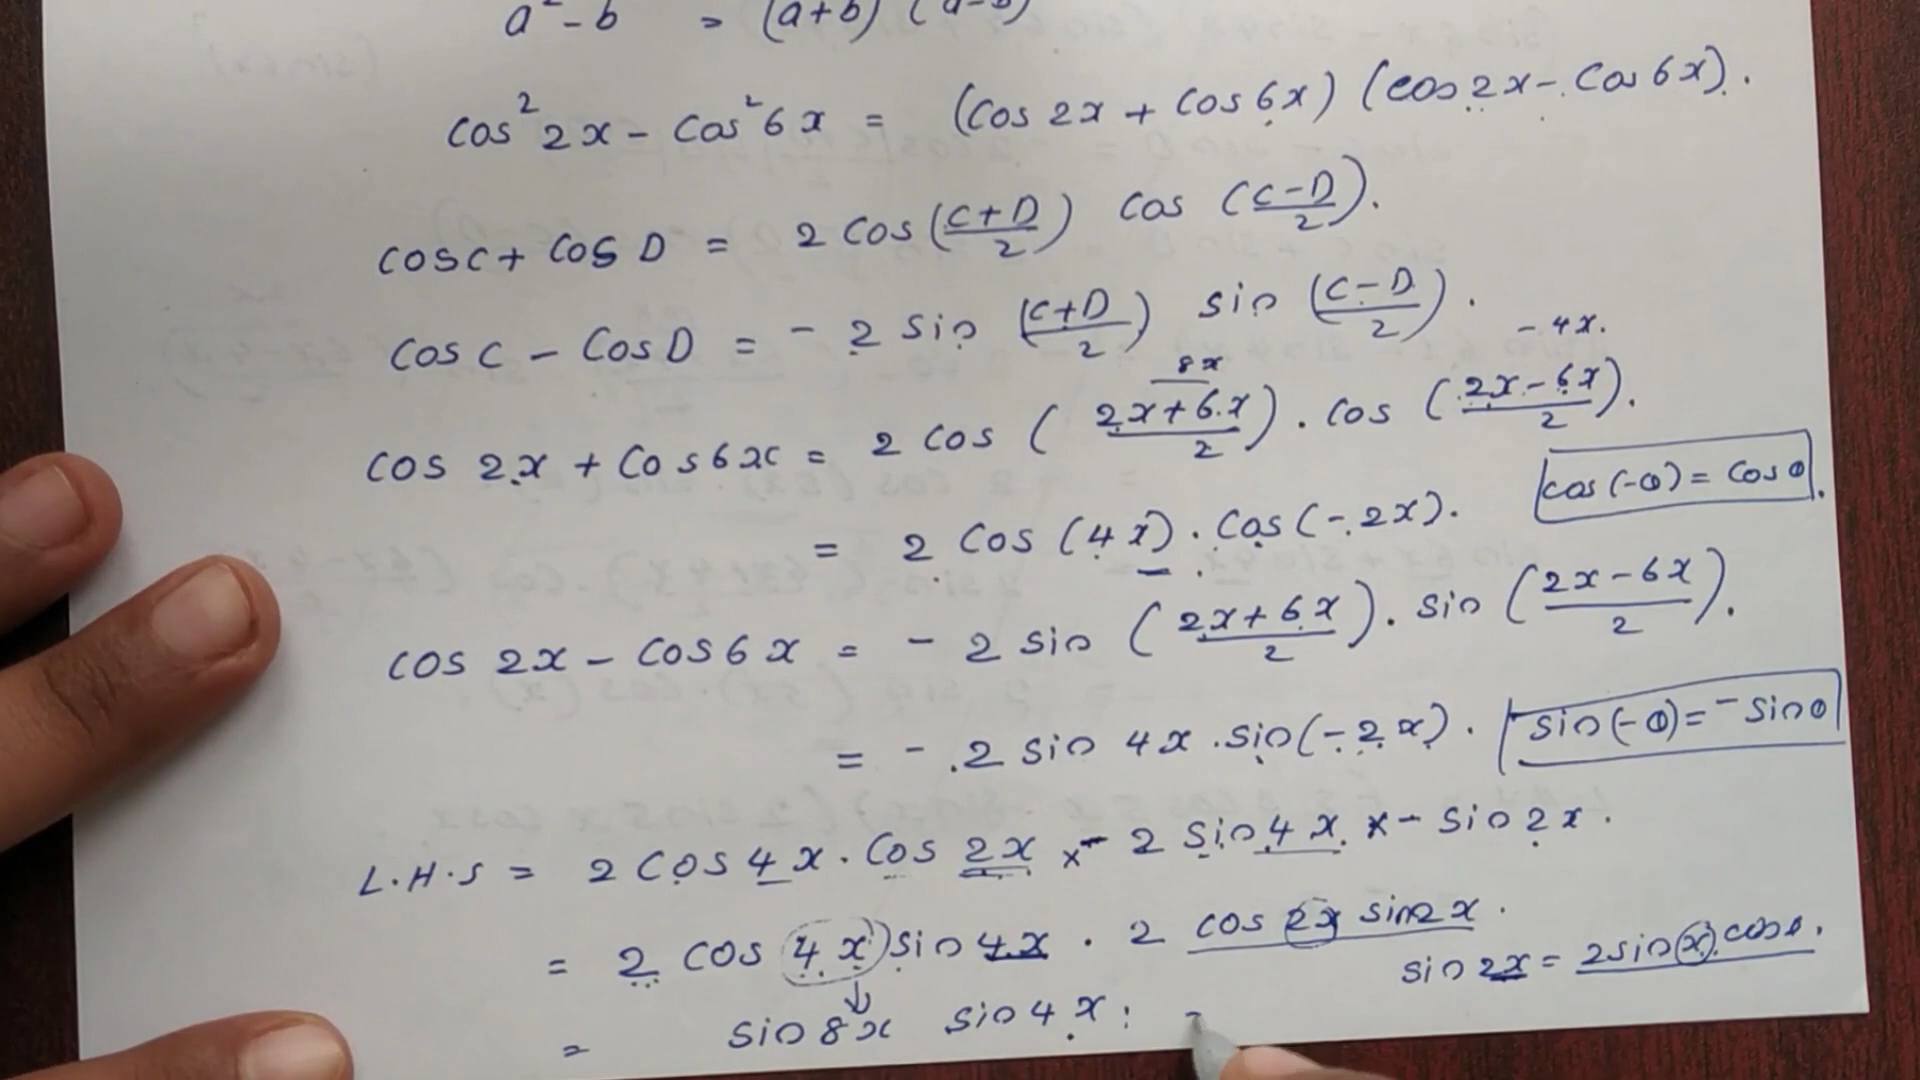 a² - b = (a+b) (a-b)
cos²2x - cos²6x = (cos 2x + cos 6x) (cos 2x - cos 6x).
cos C + cos D = 2 cos (C+D/2) cos (C-D/2).
cos C - cos D = - 2 sin (C+D/2) sin (C-D/2).
8x - 4x.
cos 2x + cos 6x = 2 cos (2x+6x/2) . cos (2x-6x/2).
cos(-θ) = cos θ.
= 2 cos (4x) . cos (-2x).
cos 2x - cos 6x = - 2 sin (2x+6x/2) . sin (2x-6x/2).
= - 2 sin 4x . sin(-2x). sin(-θ) = - sin θ
L.H.S = 2 cos 4x . cos 2x x - 2 sin 4x x - sin 2x.
= 2 cos 4x sin 4x . 2 cos 2x sin 2x.
sin 2x = 2 sin(x) . cos x.
= sin 8x sin 4x :